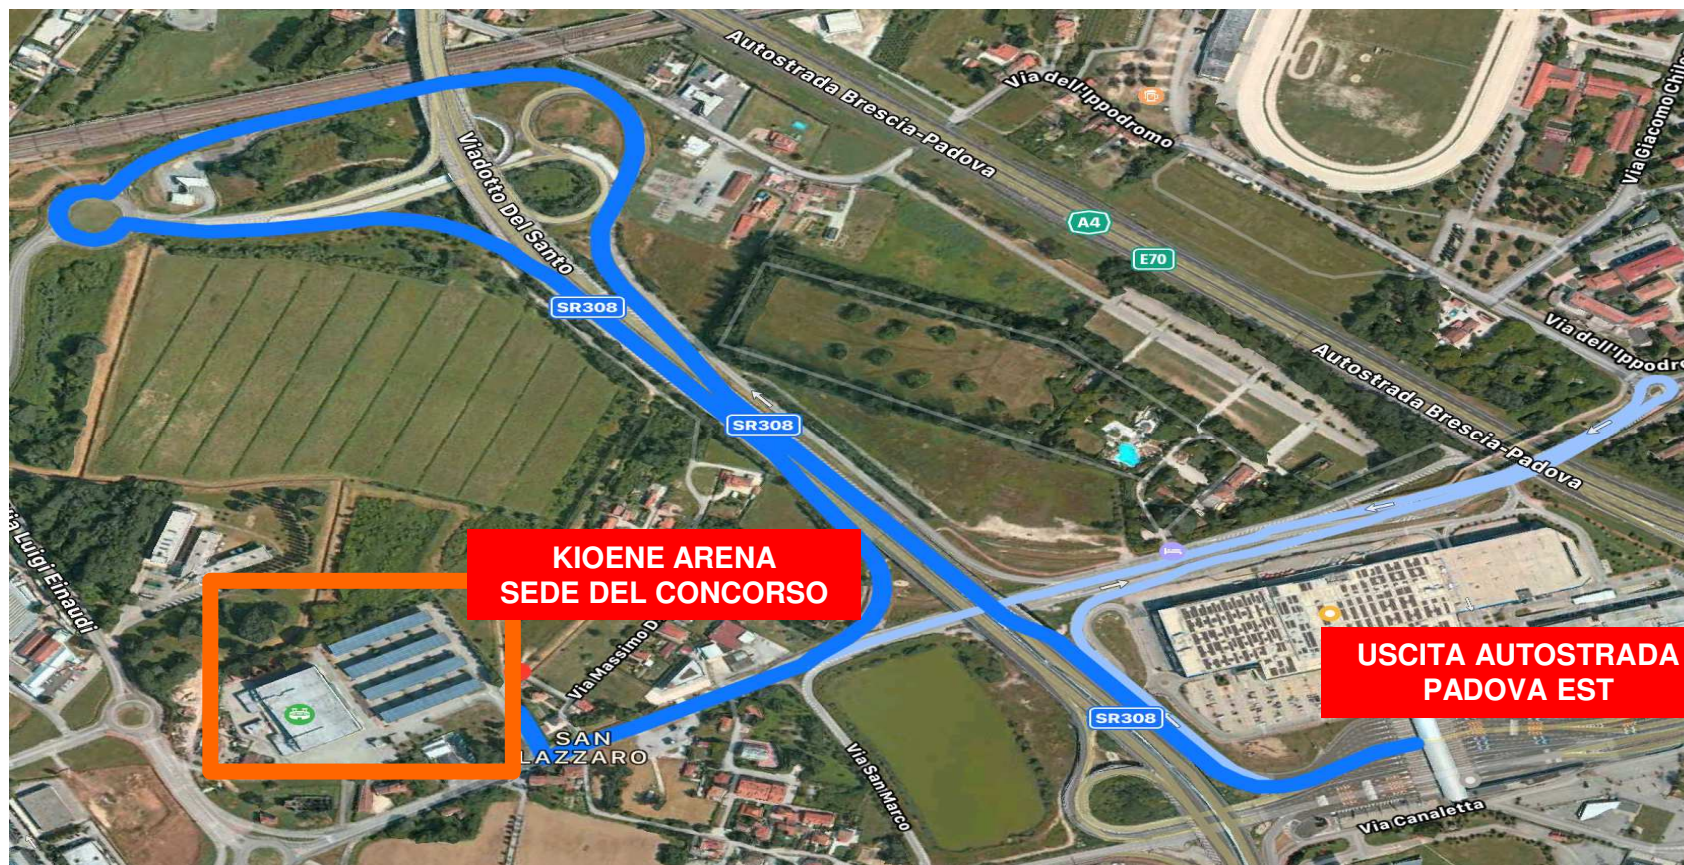 Autostrada Brescia-Padova
Via dell'Ippodromo
Via Giacomo Chile
Viadotto Del Santo
A4
E70
SR308
Via dell'Ippodr
Autostrada Brescia-Padova
SR308
Via Luigi Einaudi
KIOENE ARENA
SEDE DEL CONCORSO
Via Massimo D
USCITA AUTOSTRADA
PADOVA EST
SR308
SAN
LAZZARO
Via San Marco
Via Canaletta